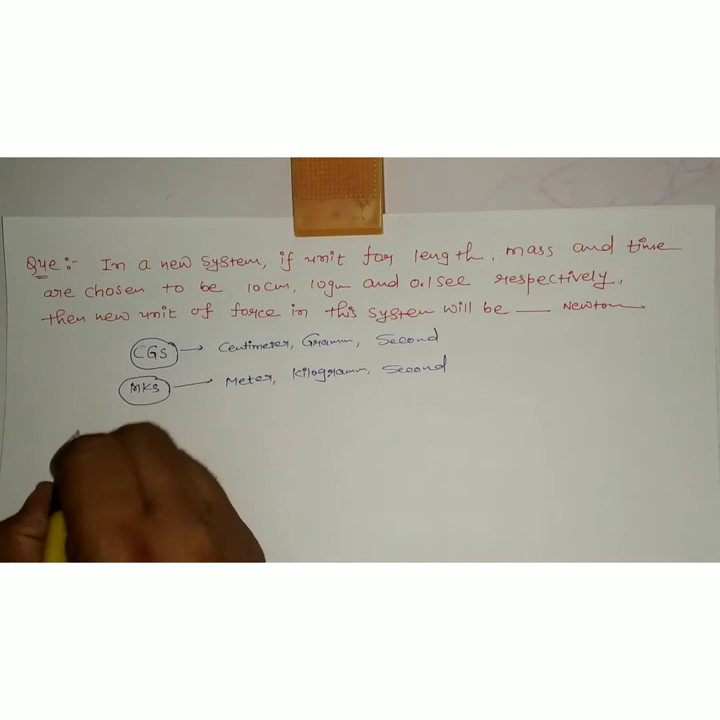 Que :- In a new system, if unit for length, mass and time
are chosen to be 10cm, 10gm and 0.1sec respectively,
then new unit of force in this system will be — Newton
CGS → Centimeter, Gramm, Second
MKS → Meter, Kilogramm, Second